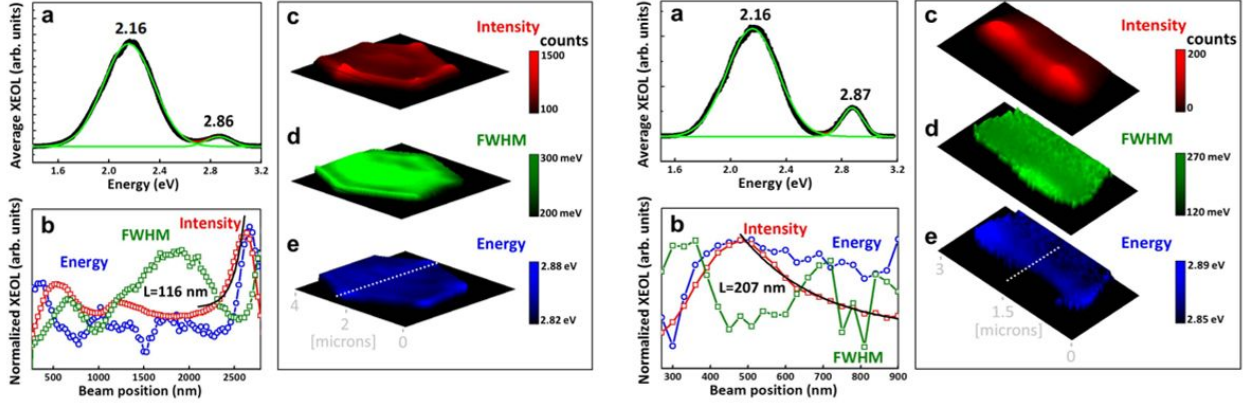 a
Average XEOL (arb. units)
2.16
2.86
1.6 2.0 2.4 2.8 3.2
Energy (eV)
b
Normalized XEOL (arb. units)
Intensity
FWHM
Energy
L=116 nm
500 1000 1500 2000 2500
Beam position (nm)
c
Intensity
counts
1500
100
d
FWHM
300 meV
200 meV
e
Energy
2.88 eV
2.82 eV
4
2
0
[microns]
a
Average XEOL (arb. units)
2.16
2.87
1.6 2.0 2.4 2.8 3.2
Energy (eV)
b
Normalized XEOL (arb. units)
Intensity
Energy
L=207 nm
FWHM
300 400 500 600 700 800 900
Beam position (nm)
c
Intensity
counts
200
0
d
FWHM
270 meV
120 meV
e
Energy
2.89 eV
2.85 eV
3
1.5
[microns]
0